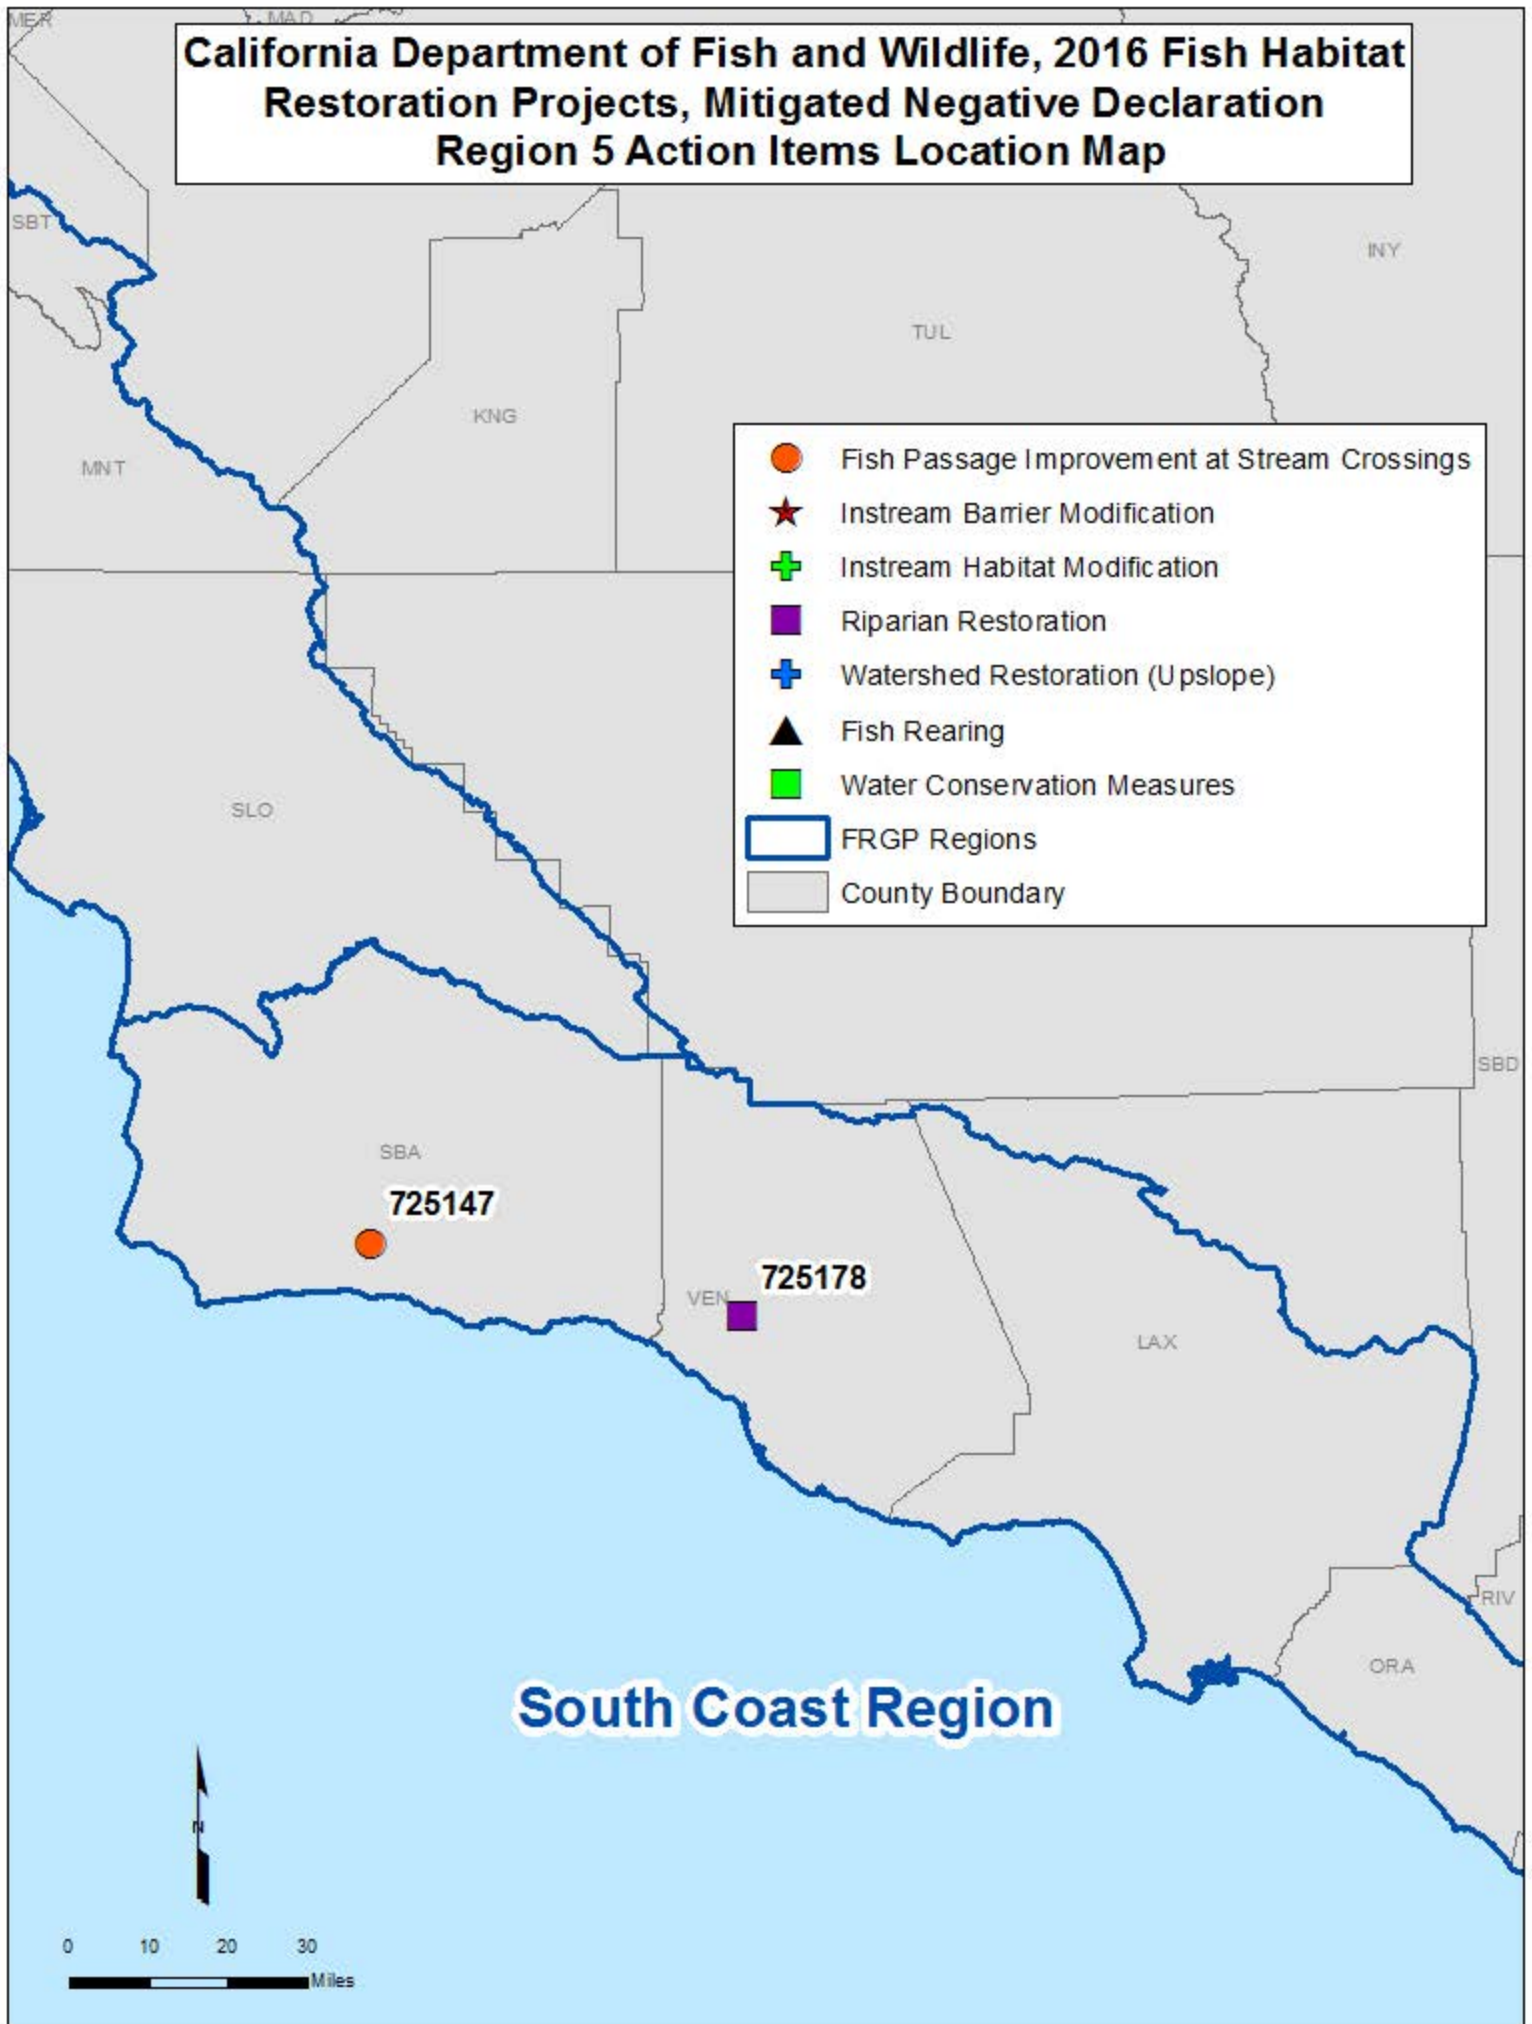 MER
MAD
California Department of Fish and Wildlife, 2016 Fish Habitat
Restoration Projects, Mitigated Negative Declaration
Region 5 Action Items Location Map
SBT
INY
TUL
KNG
MNT
Fish Passage Improvement at Stream Crossings
Instream Barrier Modification
Instream Habitat Modification
Riparian Restoration
Watershed Restoration (Upslope)
Fish Rearing
Water Conservation Measures
FRGP Regions
County Boundary
SLO
SBD
SBA
725147
725178
VEN
LAX
RIV
ORA
South Coast Region
N
0 10 20 30
Miles